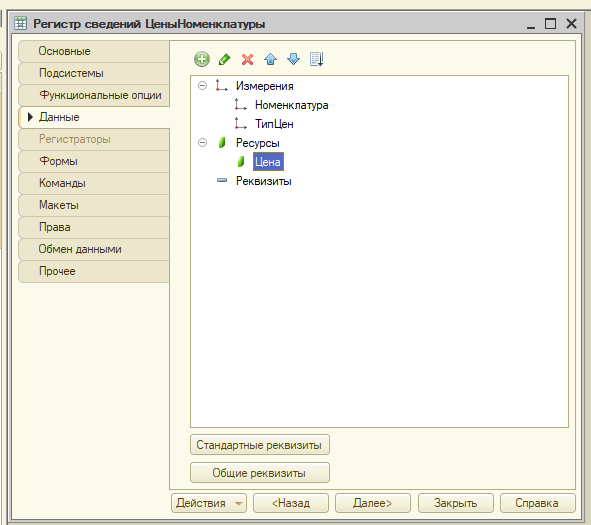 Регистр сведений ЦеныНоменклатуры
Основные
Подсистемы
Функциональные опции
Данные
Регистраторы
Формы
Команды
Макеты
Права
Обмен данными
Прочее
Измерения
Номенклатура
ТипЦен
Ресурсы
Цена
Реквизиты
Стандартные реквизиты
Общие реквизиты
Действия
<Назад
Далее>
Закрыть
Справка